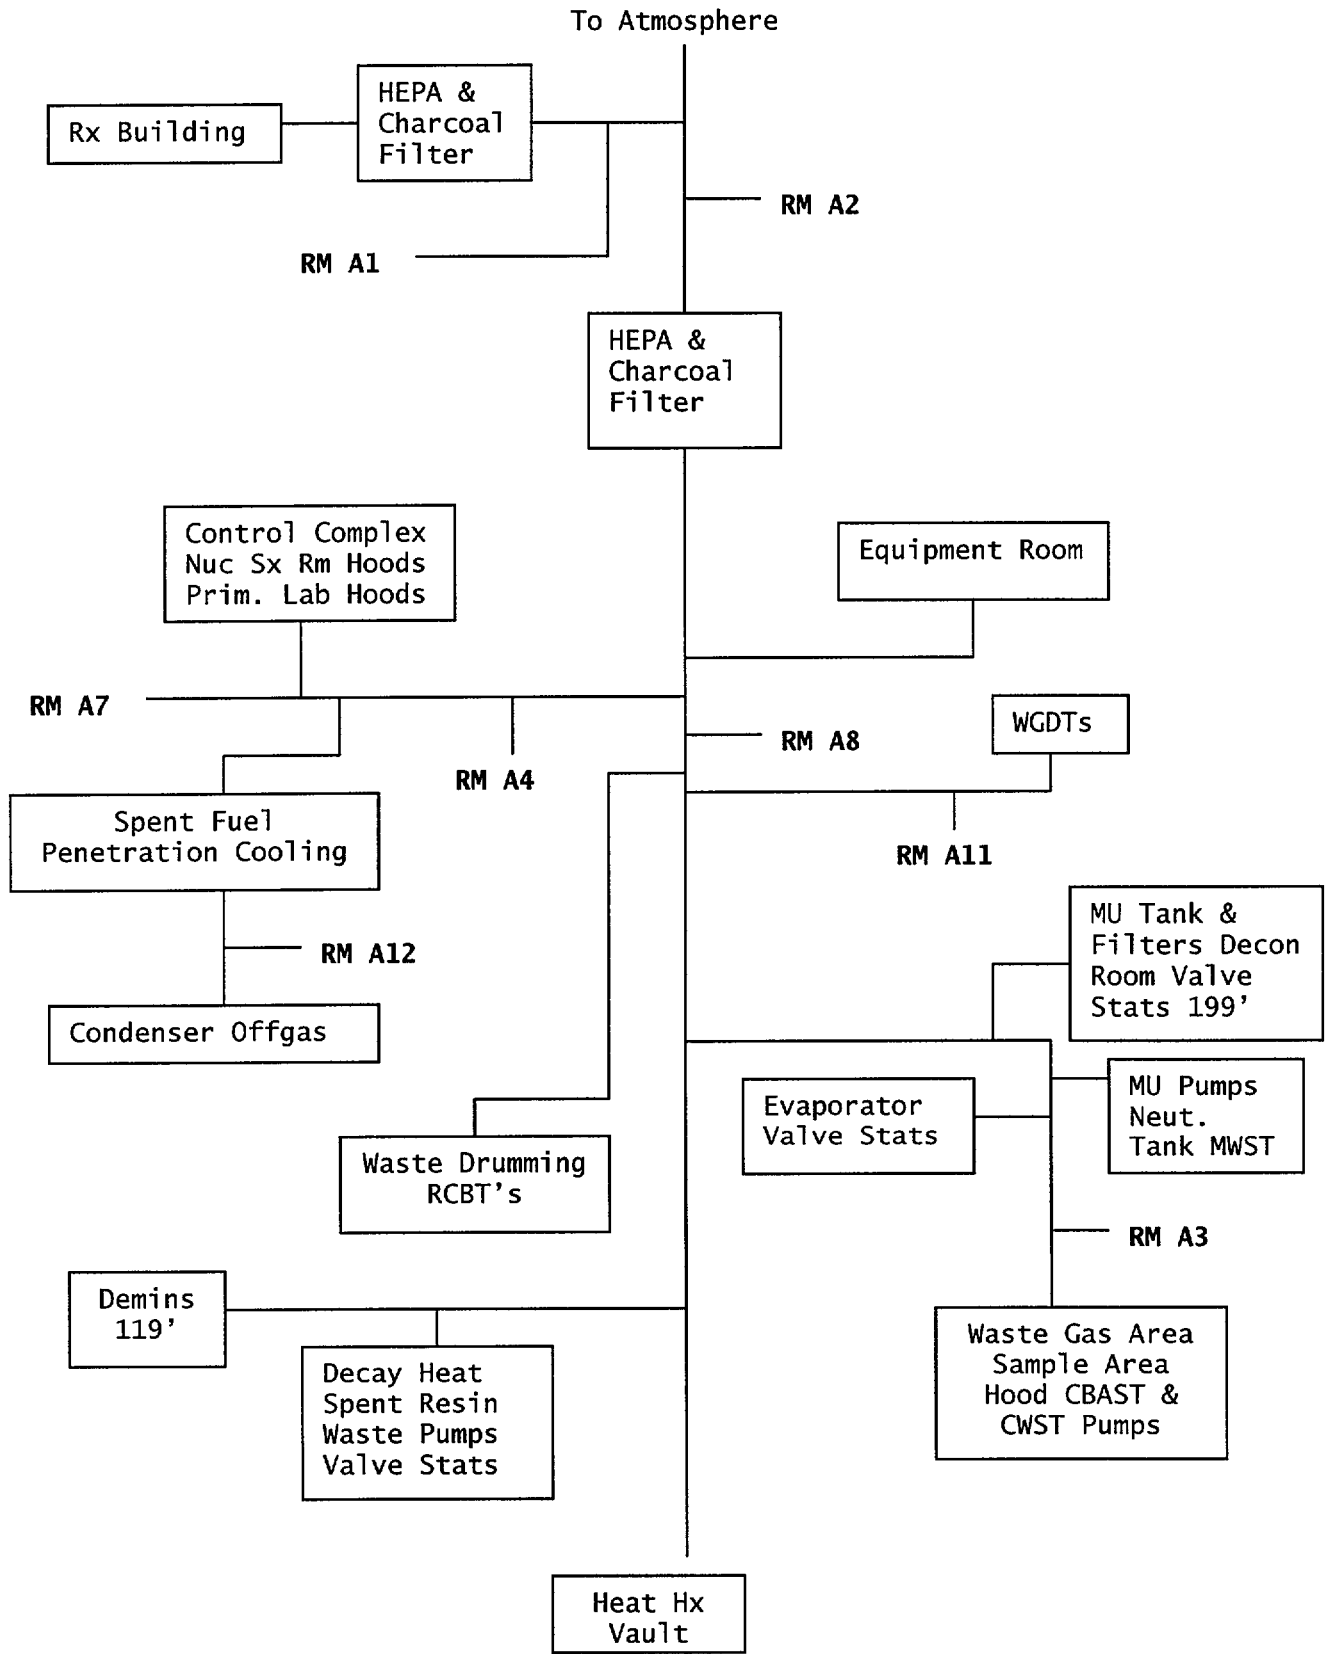 To Atmosphere
HEPA &
Charcoal
Filter
Rx Building
RM A2
RM A1
HEPA &
Charcoal
Filter
Control Complex
Nuc Sx Rm Hoods
Prim. Lab Hoods
Equipment Room
RM A7
RM A4
RM A8
WGDTs
RM A11
Spent Fuel
Penetration Cooling
RM A12
Condenser Offgas
MU Tank &
Filters Decon
Room Valve
Stats 199’
Evaporator
Valve Stats
MU Pumps
Neut.
Tank MWST
Waste Drumming
RCBT’s
RM A3
Demins
119’
Decay Heat
Spent Resin
Waste Pumps
Valve Stats
Waste Gas Area
Sample Area
Hood CBAST &
CWST Pumps
Heat Hx
Vault